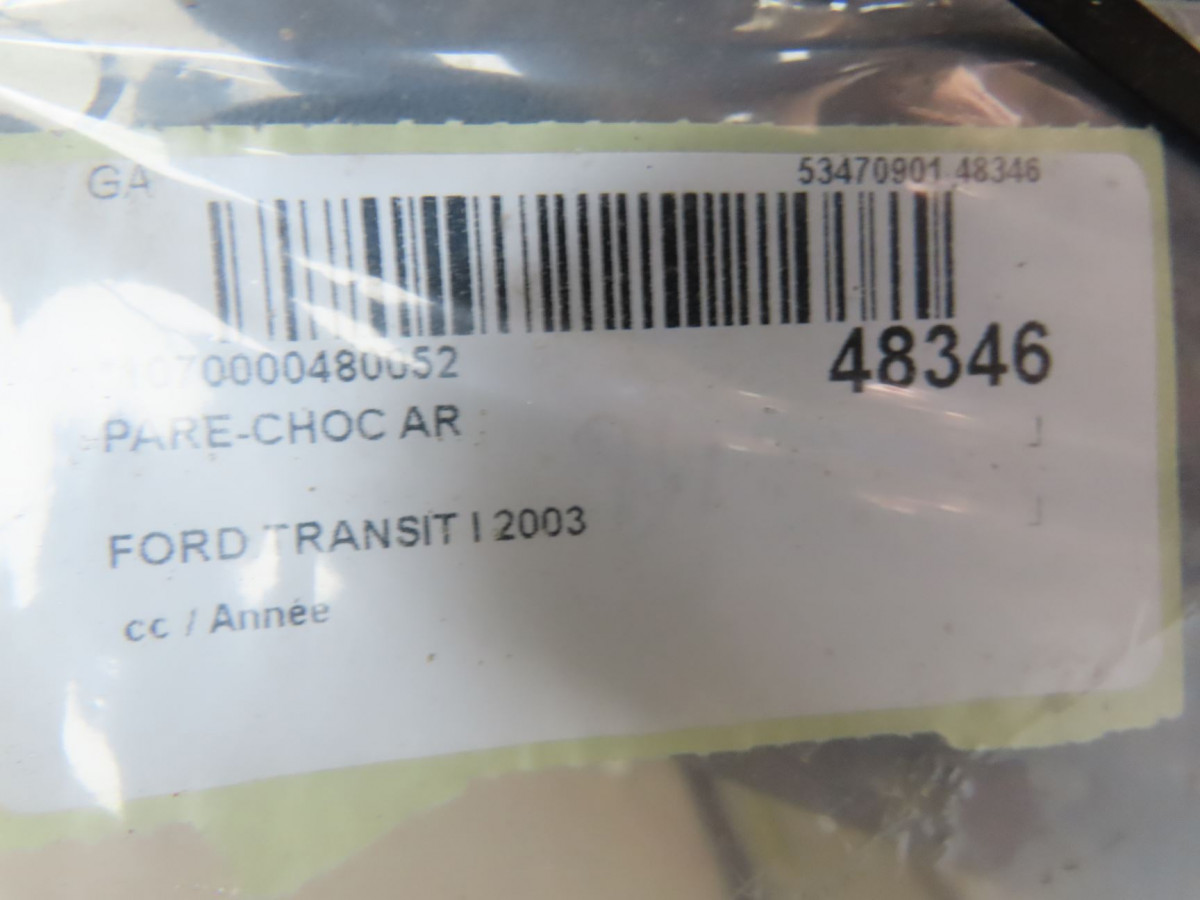 GA 53470901 48346
48346
PARE-CHOC AR
FORD TRANSIT I 2003
cc / Année